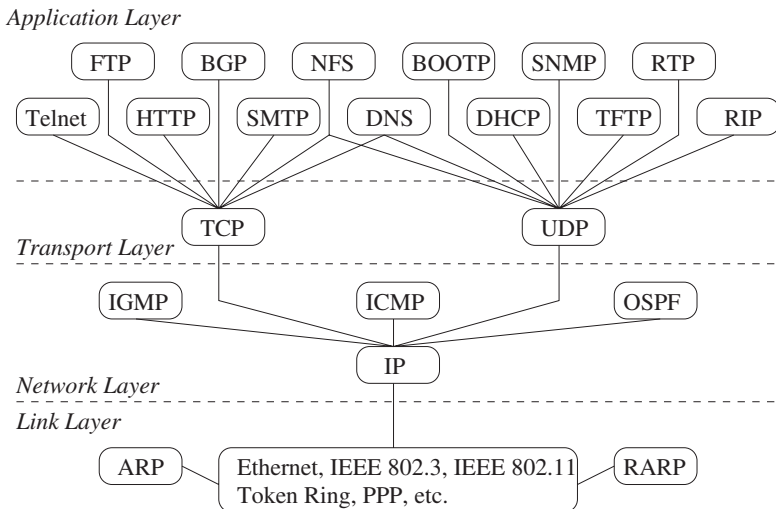 Application Layer
FTP
BGP
NFS
BOOTP
SNMP
RTP
Telnet
HTTP
SMTP
DNS
DHCP
TFTP
RIP
TCP
UDP
Transport Layer
IGMP
ICMP
OSPF
IP
Network Layer
Link Layer
ARP
Ethernet, IEEE 802.3, IEEE 802.11
Token Ring, PPP, etc.
RARP